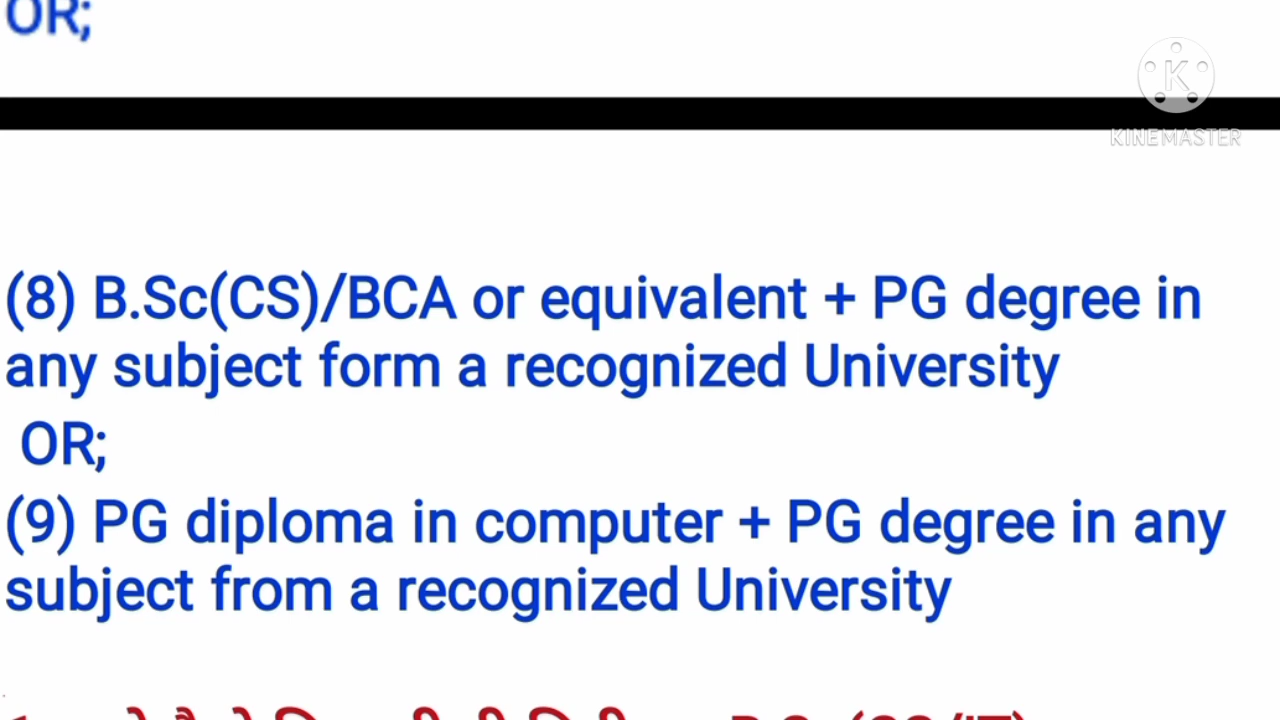 OR;
KINEMASTER
(8) B.Sc(CS)/BCA or equivalent + PG degree in
any subject form a recognized University
OR;
(9) PG diploma in computer + PG degree in any
subject from a recognized University